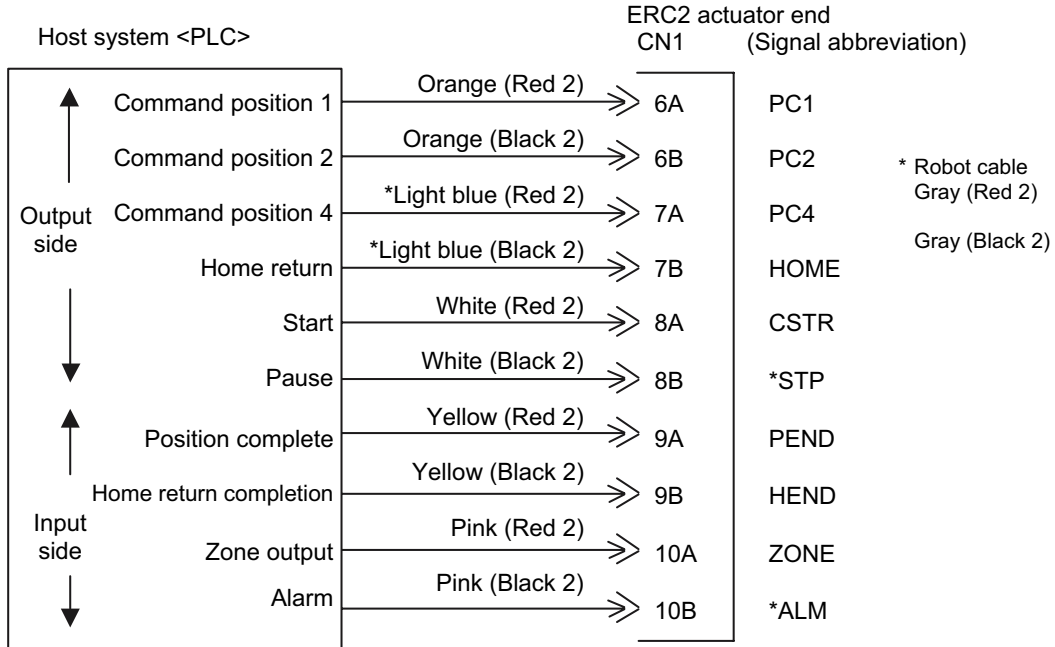 ERC2 actuator end
Host system <PLC> CN1 (Signal abbreviation)
Command position 1 Orange (Red 2) 6A PC1
Command position 2 Orange (Black 2) 6B PC2
* Robot cable
Gray (Red 2)
Output side
Command position 4 *Light blue (Red 2) 7A PC4
Gray (Black 2)
Home return *Light blue (Black 2) 7B HOME
Start White (Red 2) 8A CSTR
Pause White (Black 2) 8B *STP
Position complete Yellow (Red 2) 9A PEND
Home return completion Yellow (Black 2) 9B HEND
Input side
Zone output Pink (Red 2) 10A ZONE
Alarm Pink (Black 2) 10B *ALM